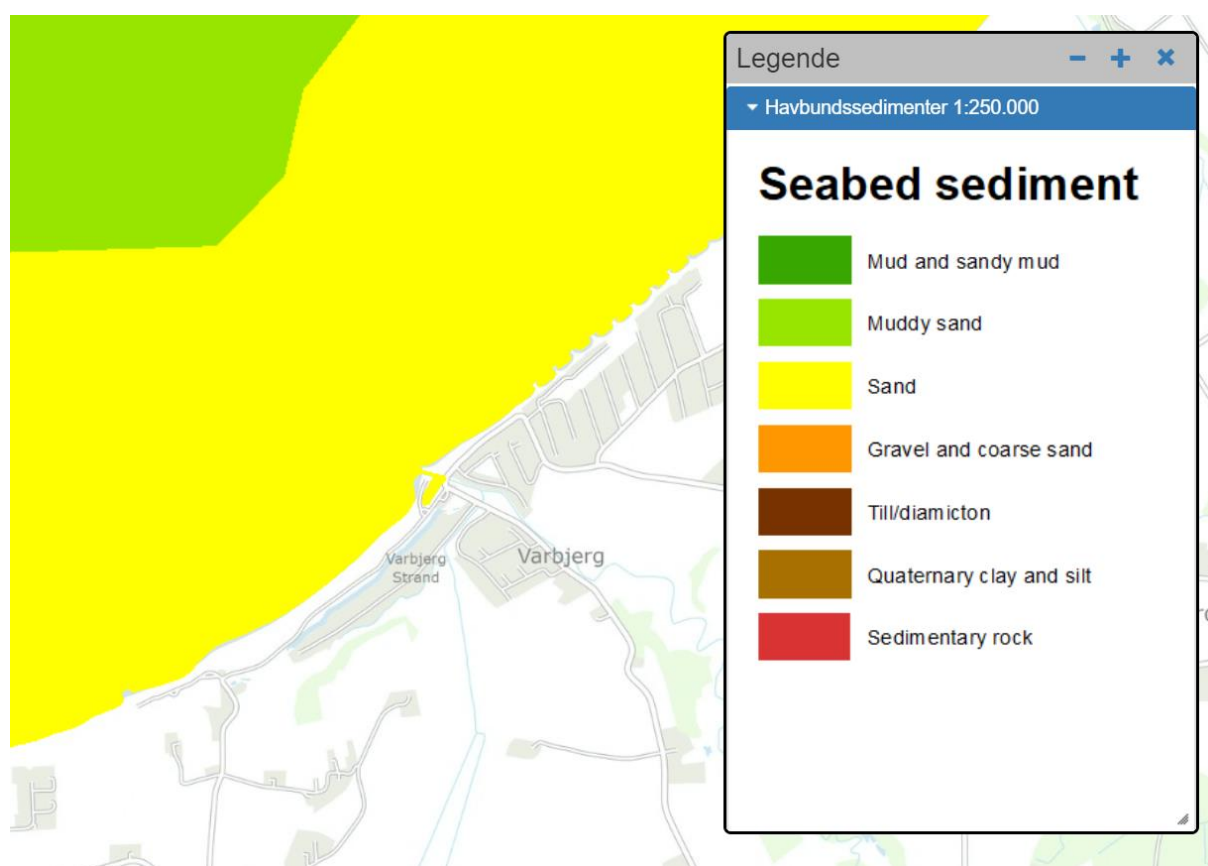 Legende
Havbundssedimenter 1:250.000
Seabed sediment
Mud and sandy mud
Muddy sand
Sand
Gravel and coarse sand
Till/diamicton
Quaternary clay and silt
Sedimentary rock
Varbjerg
Strand
Varbjerg